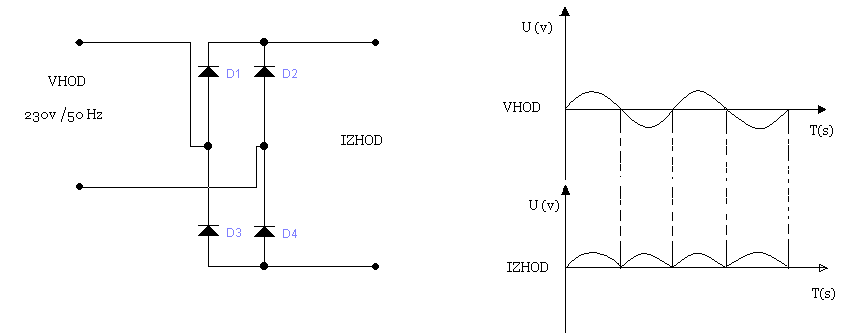 VHOD
230v /50 Hz
D1
D2
D3
D4
IZHOD
U (v)
VHOD
T(s)
U (v)
IZHOD
T(s)